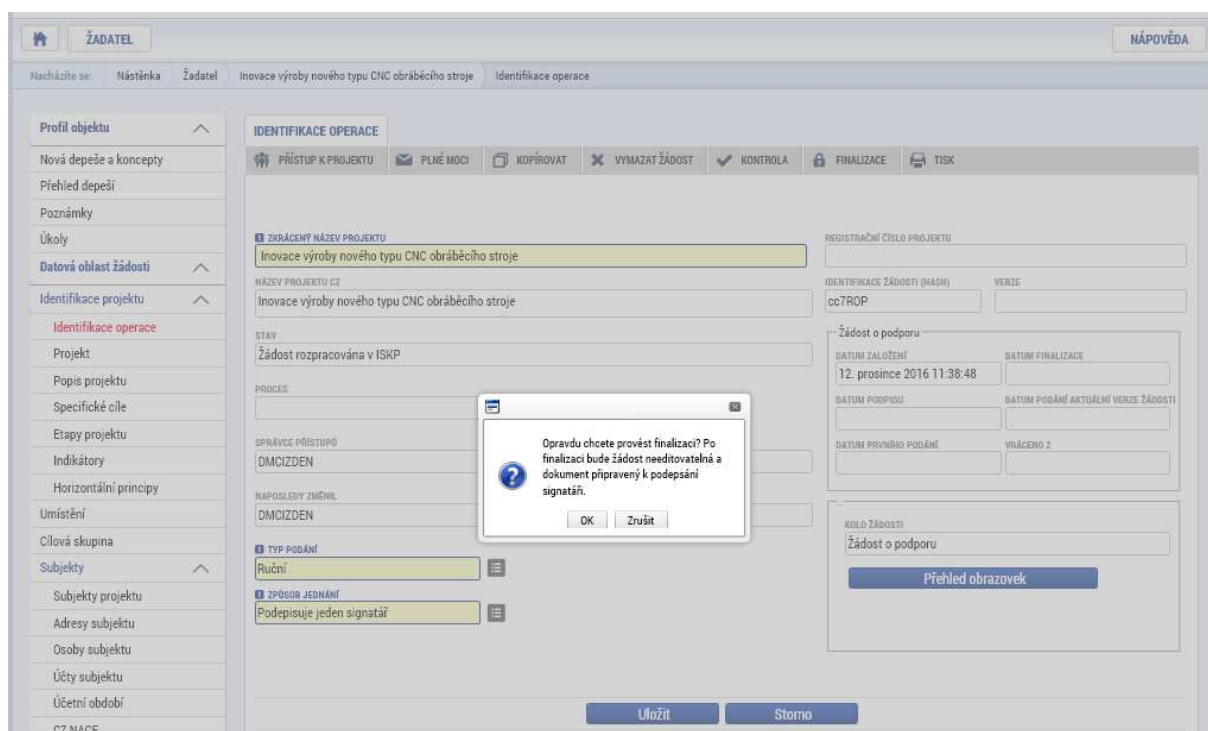 ŽADATEL
NÁPOVĚDA
Nacházíte se: Nástěnka Žadatel Inovace výroby nového typu CNC obráběcího stroje Identifikace operace
Profil objektu
Nová depeše a koncepty
Přehled depeší
Poznámky
Úkoly
Datová oblast žádosti
Identifikace projektu
Identifikace operace
Projekt
Popis projektu
Specifické cíle
Etapy projektu
Indikátory
Horizontální principy
Umístění
Cílová skupina
Subjekty
Subjekty projektu
Adresy subjektu
Osoby subjektu
Účty subjektu
Účetní období
CZ NACE
IDENTIFIKACE OPERACE
PŘÍSTUP K PROJEKTU PLNÉ MOCI KOPÍROVAT VYMAZAT ŽÁDOST KONTROLA FINALIZACE TISK
ZKRÁCENÝ NÁZEV PROJEKTU
Inovace výroby nového typu CNC obráběcího stroje
NÁZEV PROJEKTU CZ
Inovace výroby nového typu CNC obráběcího stroje
STAV
Žádost rozpracována v ISKP
PROCES
SPRÁVCE PŘÍSTUPŮ
DMCIZDEN
NAPOSLEDY ZMĚNIL
DMCIZDEN
TYP PODÁNÍ
Ruční
ZPŮSOB JEDNÁNÍ
Podepisuje jeden signatář
REGISTRAČNÍ ČÍSLO PROJEKTU
IDENTIFIKACE ŽÁDOSTI (HASH) VERZE
cc7ROP
Žádost o podporu
DATUM ZALOŽENÍ DATUM FINALIZACE
12. prosince 2016 11:38:48
DATUM PODPISU DATUM PODÁNÍ AKTUÁLNÍ VERZE ŽÁDOSTI
DATUM PRVNÍHO PODÁNÍ VRÁCENO Z
KOLO ŽÁDOSTI
Žádost o podporu
Přehled obrazovek
Opravdu chcete provést finalizaci? Po
finalizaci bude žádost needitovatelná a
dokument připravený k podepsání
signatáři.
OK Zrušit
Uložit Storno